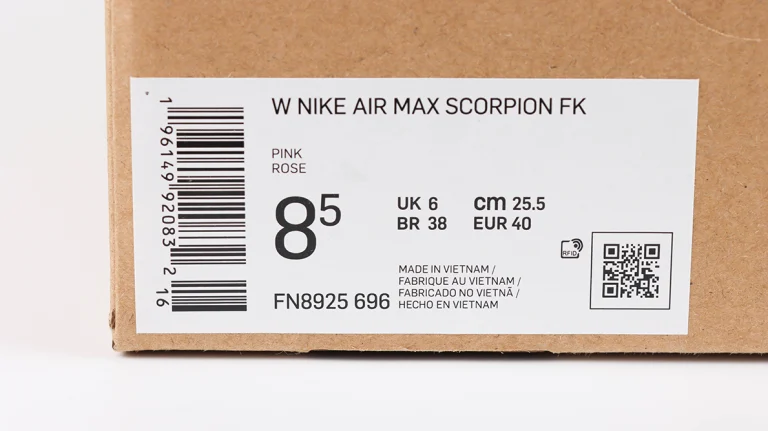 W NIKE AIR MAX SCORPION FK
PINK
ROSE
8⁵
UK 6 cm 25.5
BR 38 EUR 40
RFID
MADE IN VIETNAM /
FABRIQUE AU VIETNAM /
FABRICADO NO VIETNÃ /
HECHO EN VIETNAM
FN8925 696
1 96149 92083 2 16